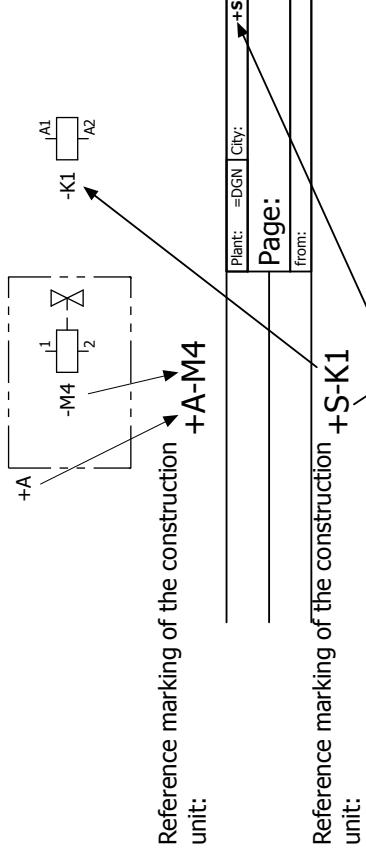 +A
-M4
1
2
-K1
A1
A2
Reference marking of the construction
unit:
+A-M4
Plant: =DGN City: +S
Page:
from:
Reference marking of the construction
unit:
+S-K1